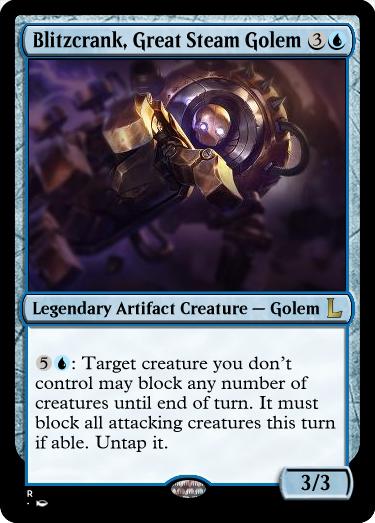 Blitzcrank, Great Steam Golem 3
Legendary Artifact Creature — Golem L
5 : Target creature you don't
control may block any number of
creatures until end of turn. It must
block all attacking creatures this turn
if able. Untap it.
3/3
R